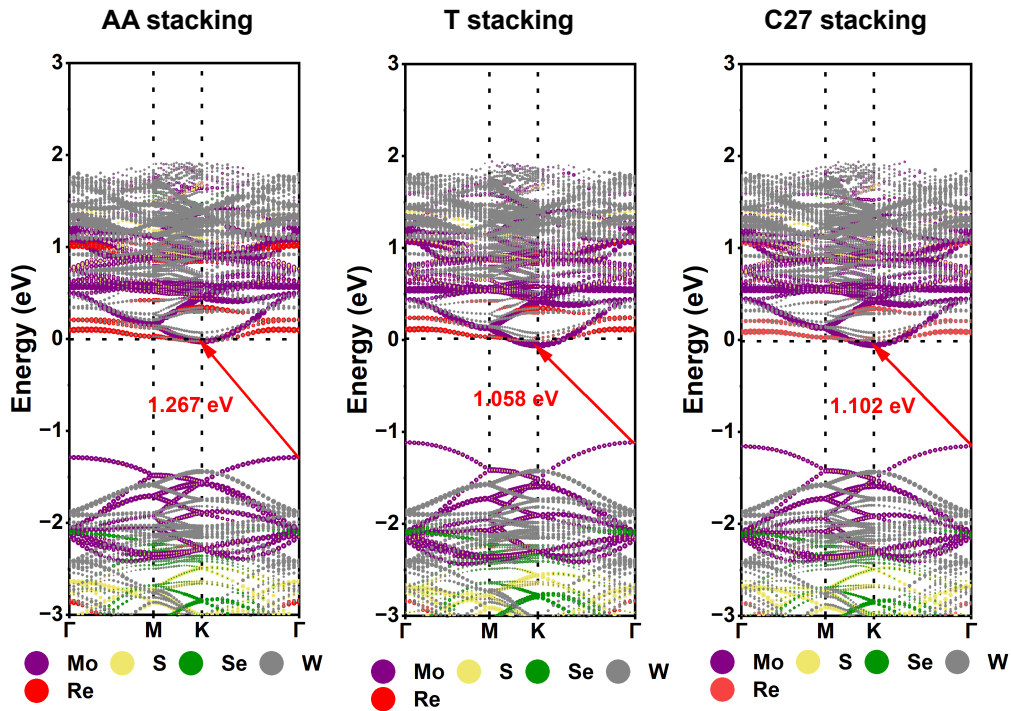 AA stacking
T stacking
C27 stacking
Energy (eV)
3
2
1
0
−1
−2
−3
1.267 eV
Γ M K Γ
Mo S Se W
Re
Energy (eV)
3
2
1
0
−1
−2
−3
1.058 eV
Γ M K Γ
Mo S Se W
Re
Energy (eV)
3
2
1
0
−1
−2
−3
1.102 eV
Γ M K Γ
Mo S Se W
Re